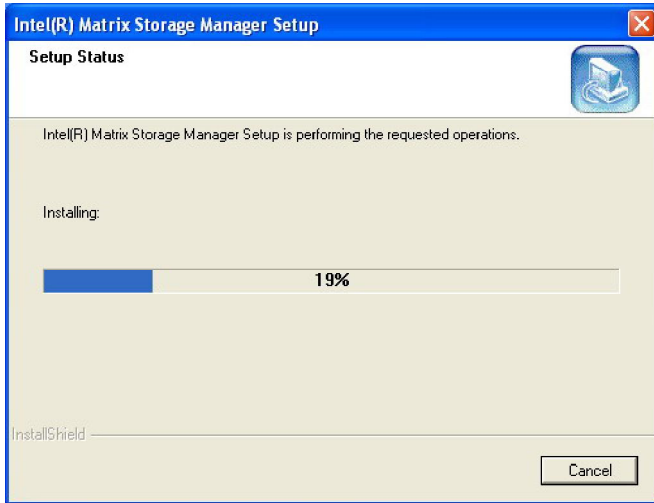 Intel(R) Matrix Storage Manager Setup
Setup Status
Intel(R) Matrix Storage Manager Setup is performing the requested operations.
Installing:
19%
InstallShield
Cancel